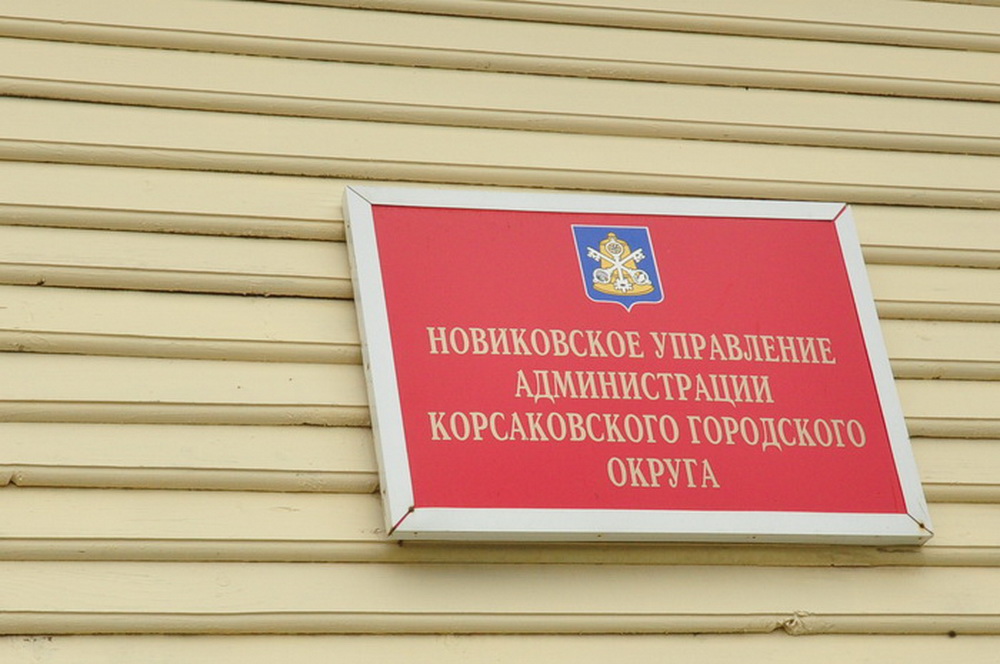 НОВИКОВСКОЕ УПРАВЛЕНИЕ
АДМИНИСТРАЦИИ
КОРСАКОВСКОГО ГОРОДСКОГО
ОКРУГА